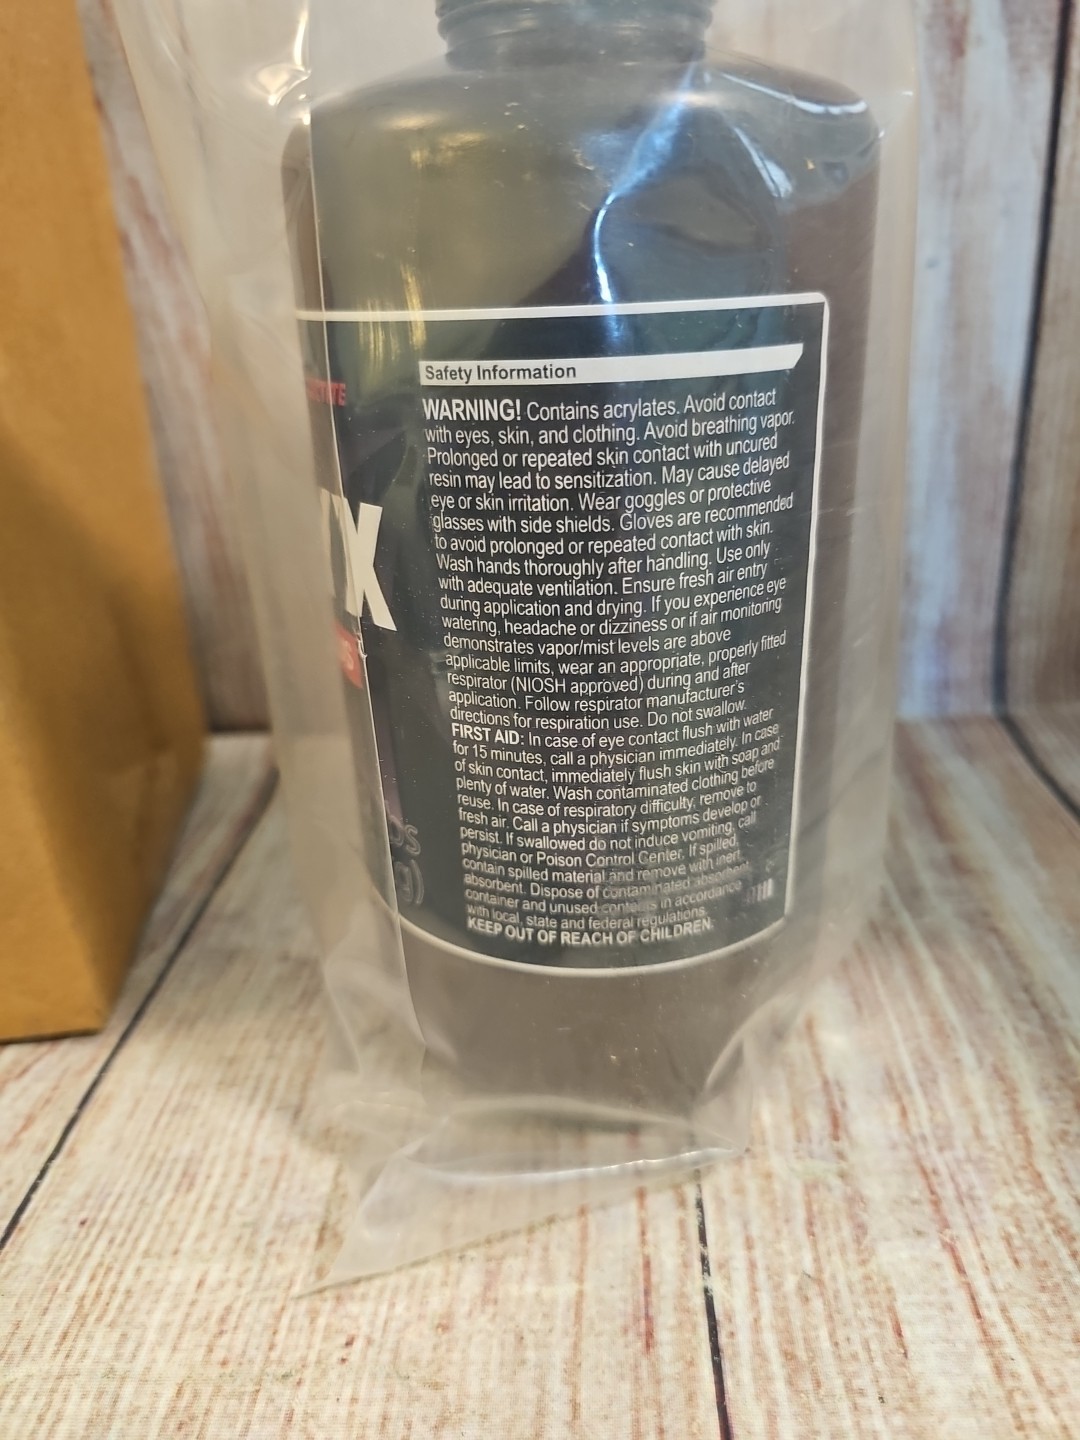 Safety Information
WARNING! Contains acrylates. Avoid contact
with eyes, skin, and clothing. Avoid breathing vapor.
Prolonged or repeated skin contact with uncured
resin may lead to sensitization. May cause delayed
eye or skin irritation. Wear goggles or protective
glasses with side shields. Gloves are recommended
to avoid prolonged or repeated contact with skin.
Wash hands thoroughly after handling. Use only
with adequate ventilation. Ensure fresh air entry
during application and drying. If you experience eye
watering, headache or dizziness or if air monitoring
demonstrates vapor/mist levels are above
applicable limits, wear an appropriate, properly fitted
respirator (NIOSH approved) during and after
application. Follow respirator manufacturer's
directions for respiration use. Do not swallow.
FIRST AID: In case of eye contact flush with water
for 15 minutes, call a physician immediately. In case
of skin contact, immediately flush skin with soap and
plenty of water. Wash contaminated clothing before
reuse. In case of respiratory difficulty, remove to
fresh air. Call a physician if symptoms develop or
persist. If swallowed do not induce vomiting, call
physician or Poison Control Center. If spilled,
contain spilled material and remove with inert
absorbent. Dispose of contaminated absorbent,
container and unused contents in accordance
with local, state and federal regulations.
KEEP OUT OF REACH OF CHILDREN.